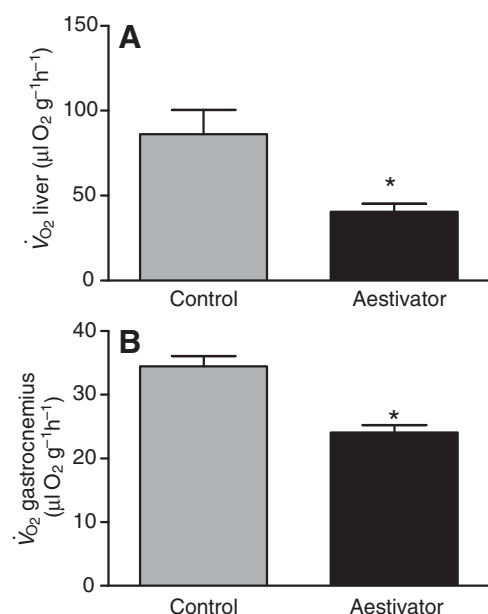 A
150
100
50
0
V̇O₂ liver (μl O₂ g⁻¹h⁻¹)
*
Control Aestivator
B
40
30
20
10
0
V̇O₂ gastrocnemius
(μl O₂ g⁻¹h⁻¹)
*
Control Aestivator